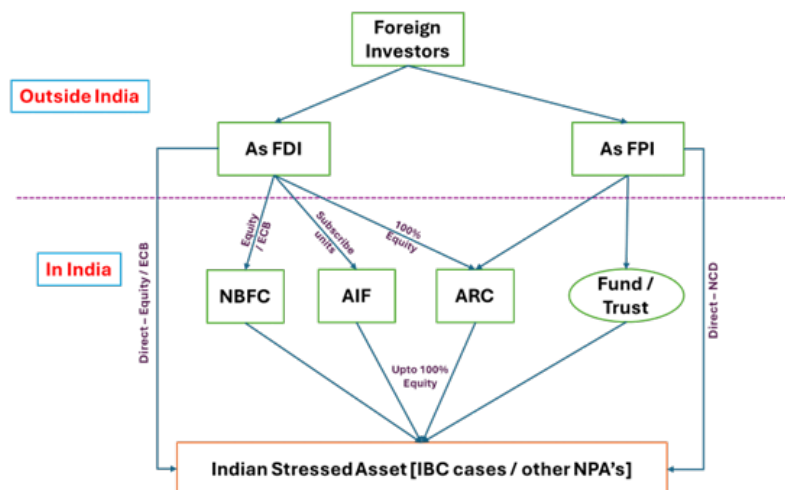 Foreign
Investors
Outside India
As FDI
As FPI
Equity
/ ECB
Subscribe
units
100%
Equity
In India
Direct – Equity / ECB
NBFC
AIF
ARC
Fund /
Trust
Direct – NCD
Upto 100%
Equity
Indian Stressed Asset [IBC cases / other NPA's]